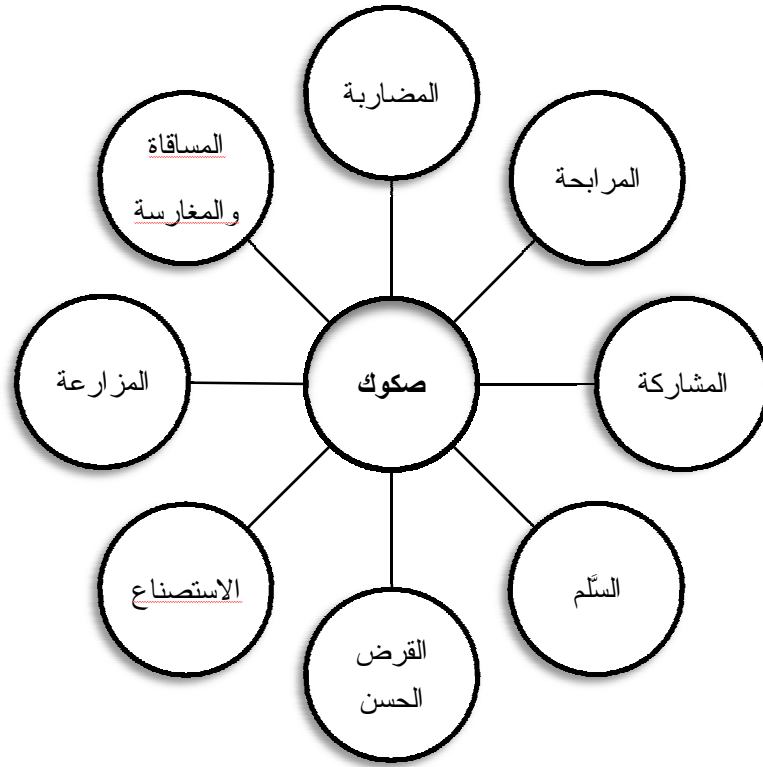 المضاربة
المرابحة
المشاركة
السَّلم
القرض
الحسن
الاستصناع
المزارعة
المساقاة
والمغارسة
صكوك